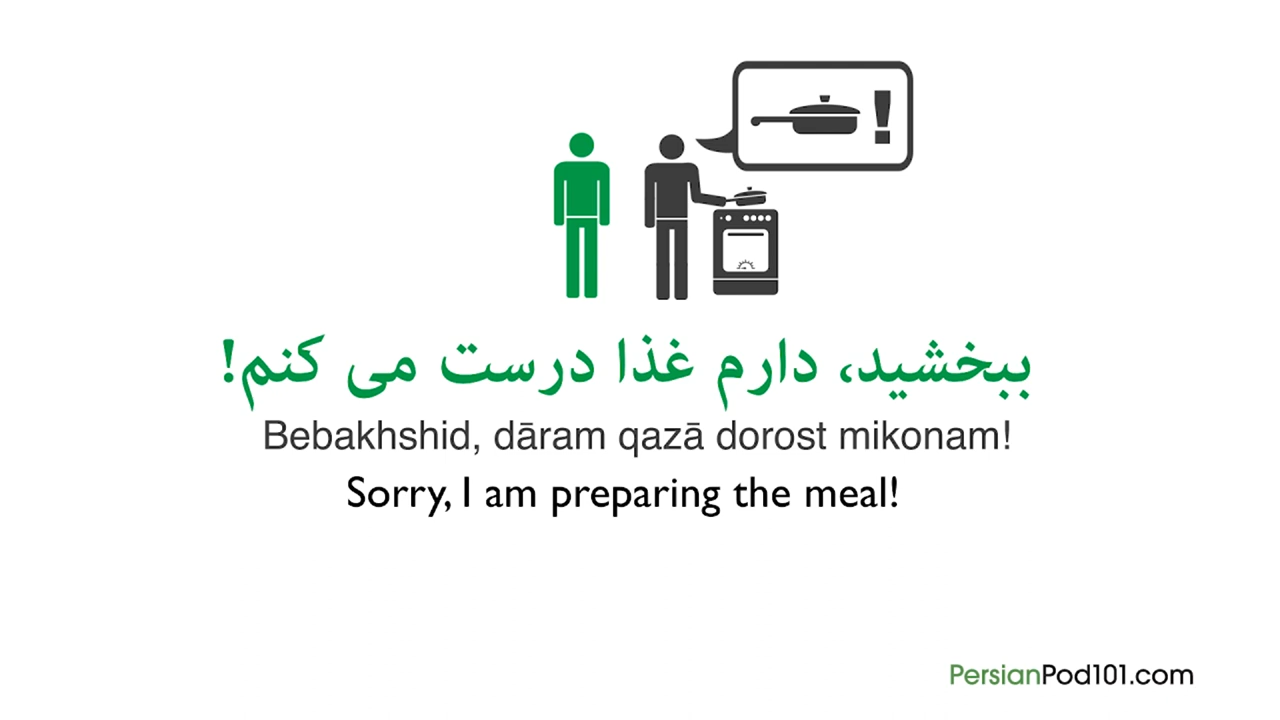 ببخشید، دارم غذا درست می کنم!
Bebakhshid, dāram qazā dorost mikonam!
Sorry, I am preparing the meal!
PersianPod101.com